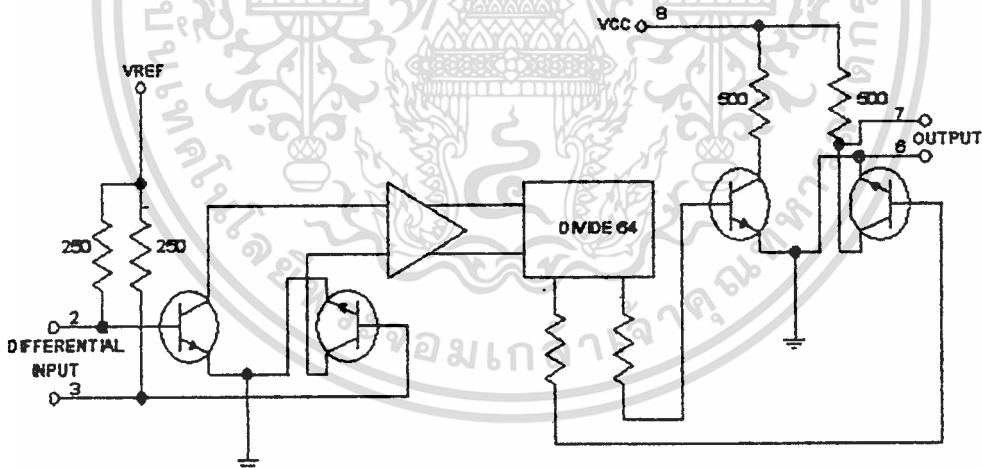 VCC 8
VREF
500
500
7
6
OUTPUT
250
250
DIVIDE 64
2
DIFFERENTIAL
INPUT
3